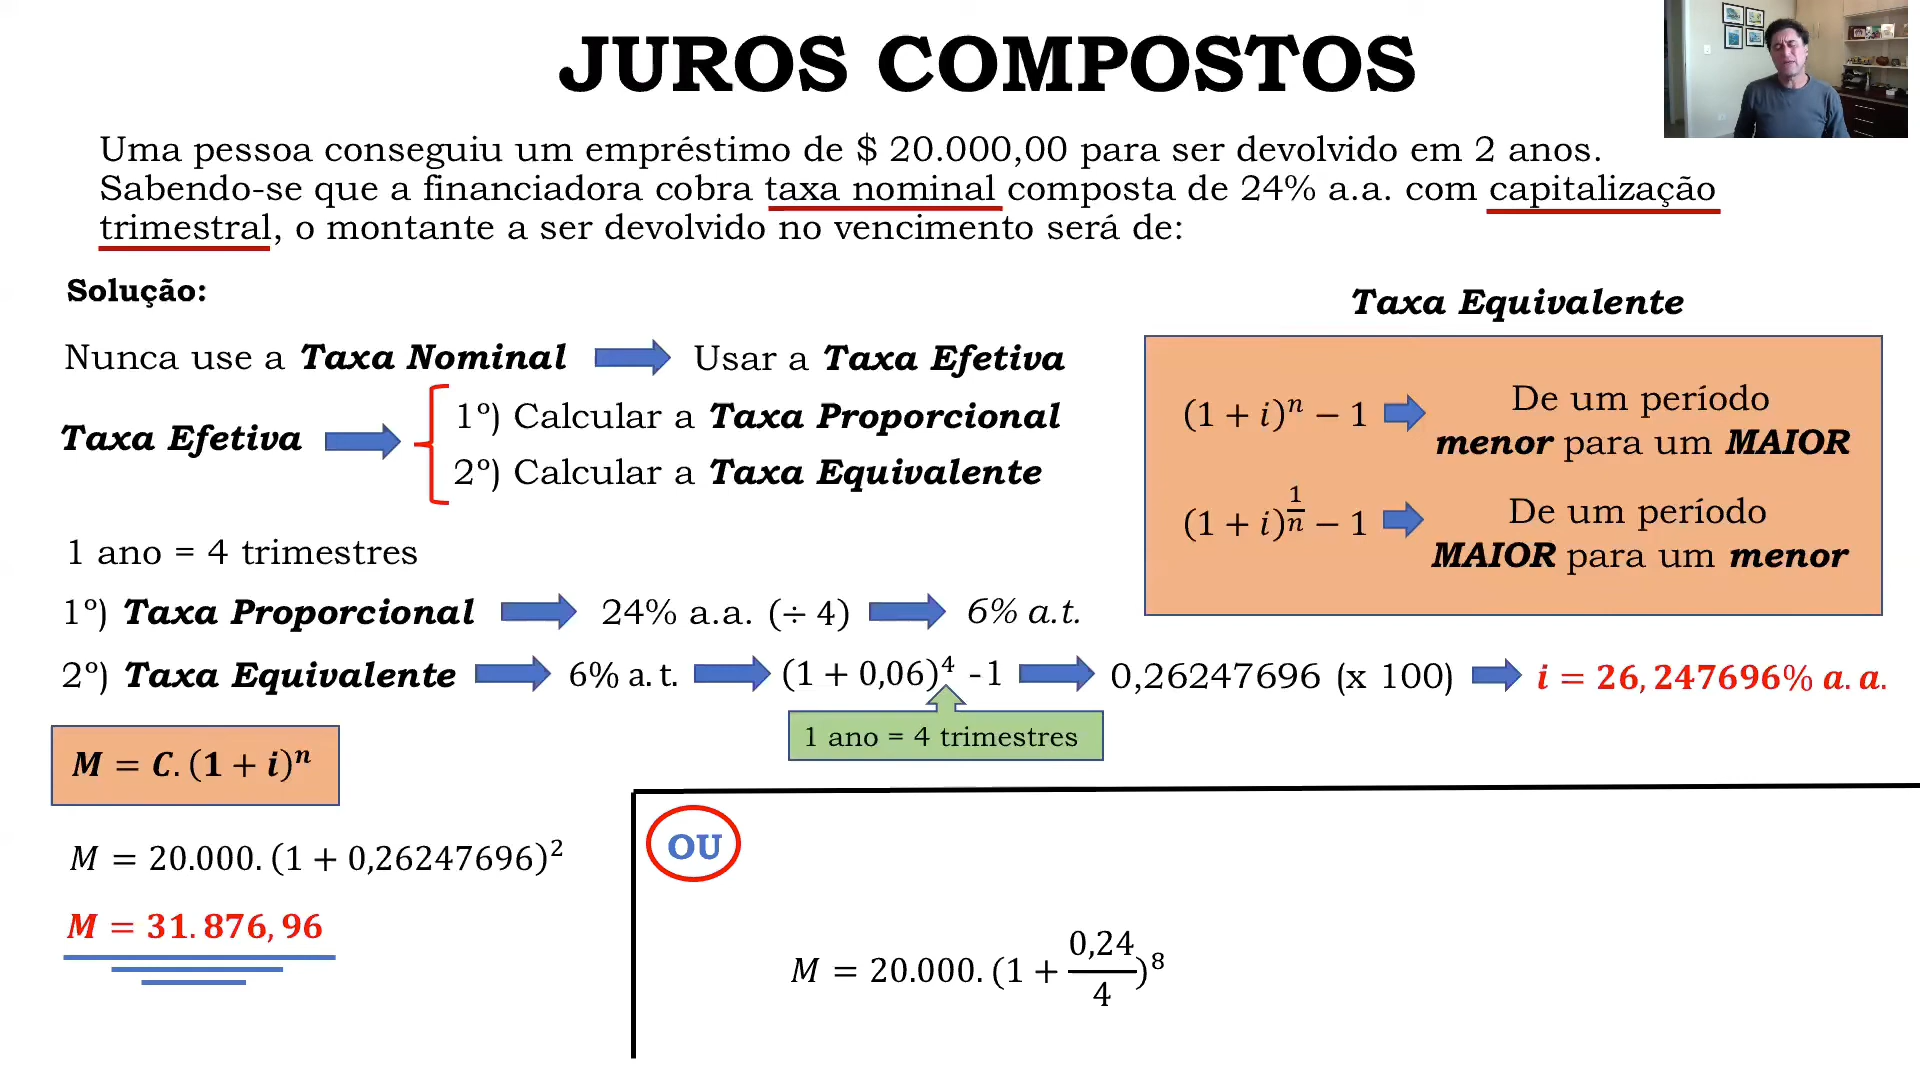 JUROS COMPOSTOS
Uma pessoa conseguiu um empréstimo de $ 20.000,00 para ser devolvido em 2 anos.
Sabendo-se que a financiadora cobra taxa nominal composta de 24% a.a. com capitalização
trimestral, o montante a ser devolvido no vencimento será de:
Solução:
Nunca use a Taxa Nominal Usar a Taxa Efetiva
Taxa Efetiva
1º) Calcular a Taxa Proporcional
2º) Calcular a Taxa Equivalente
Taxa Equivalente
(1 + i)ⁿ − 1
De um período
menor para um MAIOR
(1 + i)^(1/n) − 1
De um período
MAIOR para um menor
1 ano = 4 trimestres
1º) Taxa Proporcional 24% a.a. (÷ 4) 6% a.t.
2º) Taxa Equivalente 6% a.t. (1 + 0,06)⁴ -1 0,26247696 (x 100) i = 26,247696% a.a.
1 ano = 4 trimestres
M = C.(1 + i)ⁿ
M = 20.000.(1 + 0,26247696)²
M = 31.876,96
OU
M = 20.000.(1 + 0,24/4)⁸